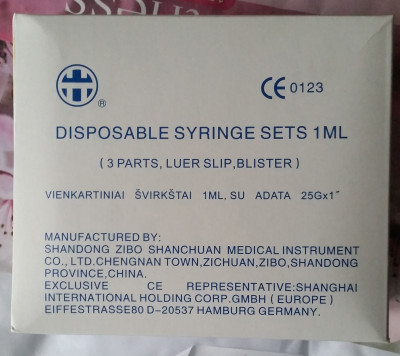 ® CE 0123
DISPOSABLE SYRINGE SETS 1ML
( 3 PARTS, LUER SLIP,BLISTER )
VIENKARTINIAI ŠVIRKŠTAI 1ML, SU ADATA 25Gx1"
MANUFACTURED BY:
SHANDONG ZIBO SHANCHUAN MEDICAL INSTRUMENT
CO., LTD.CHENGNAN TOWN,ZICHUAN,ZIBO,SHANDONG
PROVINCE,CHINA.
EXCLUSIVE CE REPRESENTATIVE:SHANGHAI
INTERNATIONAL HOLDING CORP.GMBH ( EUROPE )
EIFFESTRASSE80 D-20537 HAMBURG GERMANY.